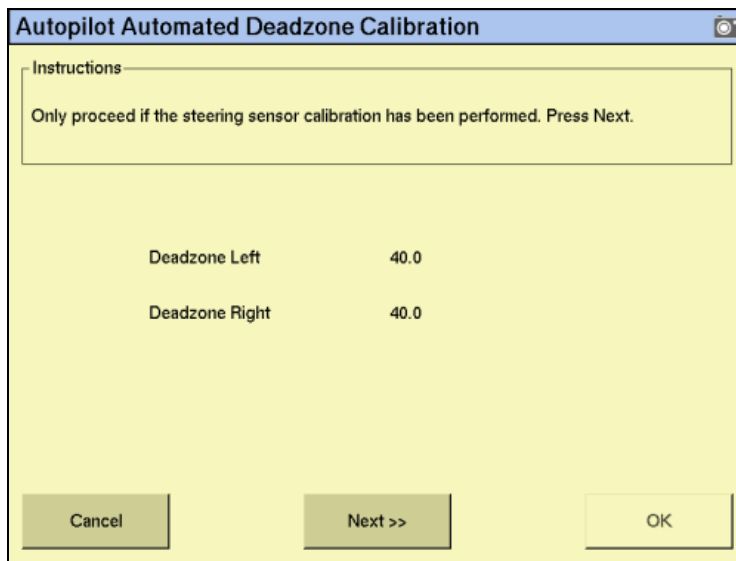 Autopilot Automated Deadzone Calibration
Instructions
Only proceed if the steering sensor calibration has been performed. Press Next.
Deadzone Left 40.0
Deadzone Right 40.0
Cancel Next >> OK